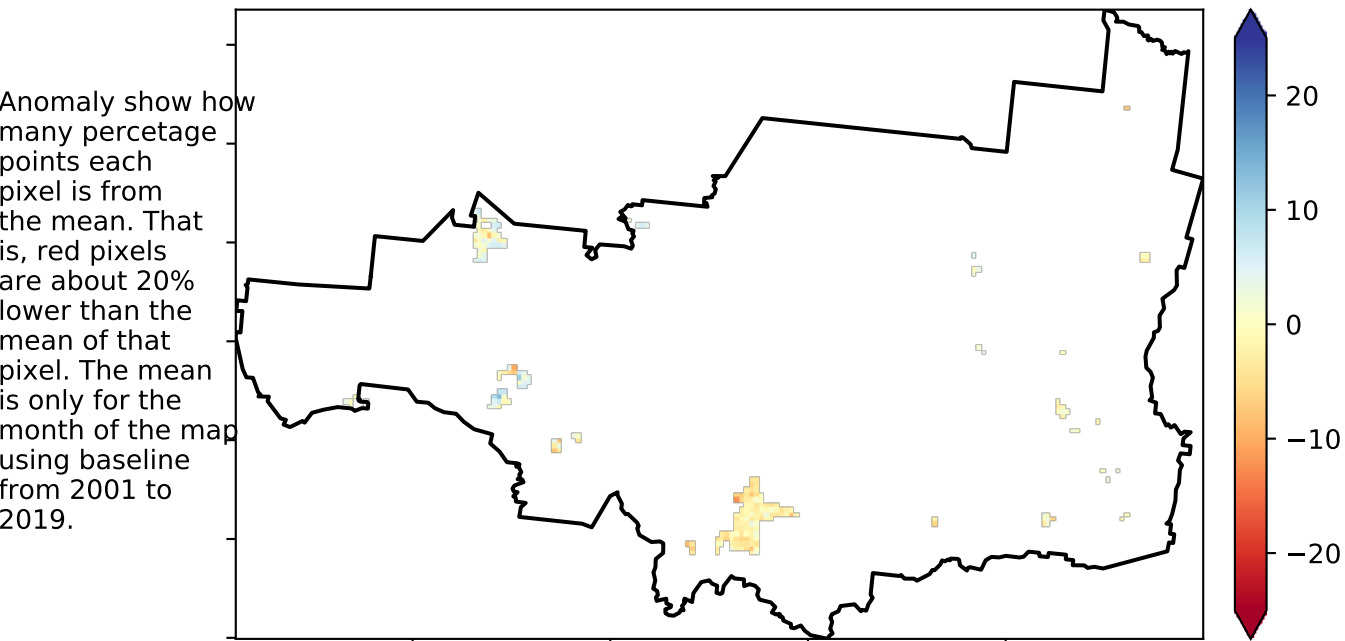 Anomaly show how
many percetage
points each
pixel is from
the mean. That
is, red pixels
are about 20%
lower than the
mean of that
pixel. The mean
is only for the
month of the map
using baseline
from 2001 to
2019.
20
10
0
−10
−20